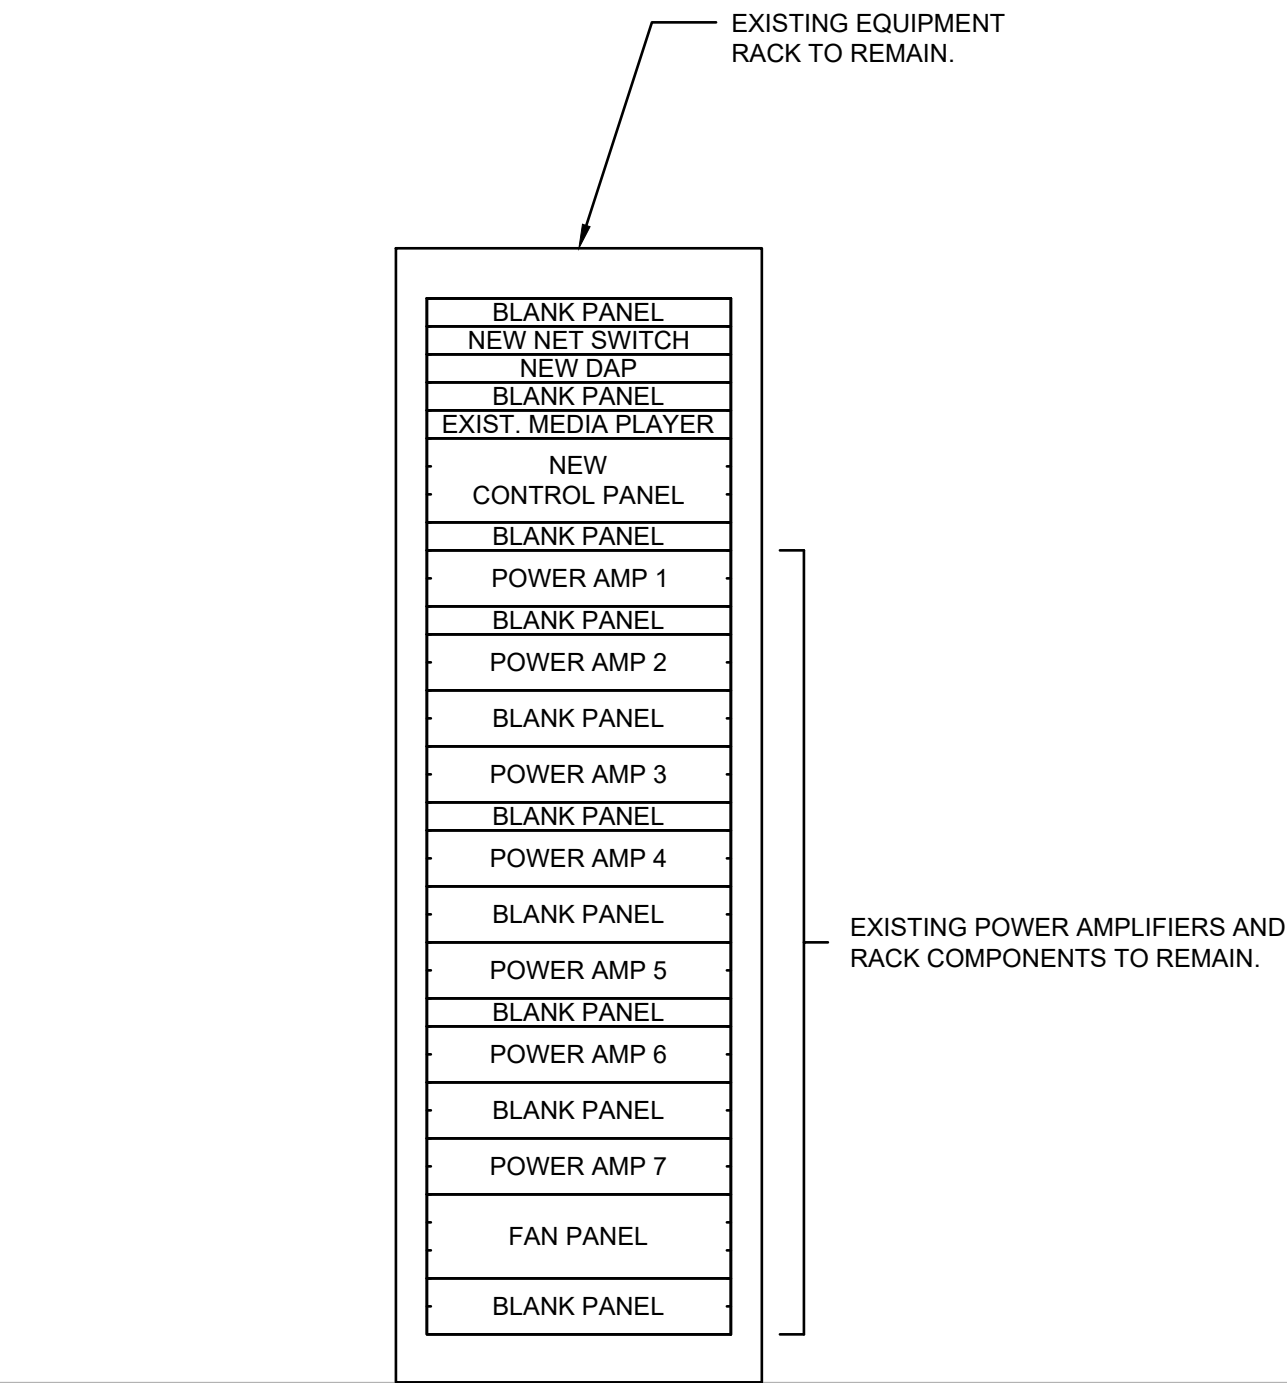 EXISTING EQUIPMENT
RACK TO REMAIN.
BLANK PANEL
NEW NET SWITCH
NEW DAP
BLANK PANEL
EXIST. MEDIA PLAYER
NEW
CONTROL PANEL
BLANK PANEL
POWER AMP 1
BLANK PANEL
POWER AMP 2
BLANK PANEL
POWER AMP 3
BLANK PANEL
POWER AMP 4
BLANK PANEL
POWER AMP 5
BLANK PANEL
POWER AMP 6
BLANK PANEL
POWER AMP 7
FAN PANEL
BLANK PANEL
EXISTING POWER AMPLIFIERS AND
RACK COMPONENTS TO REMAIN.